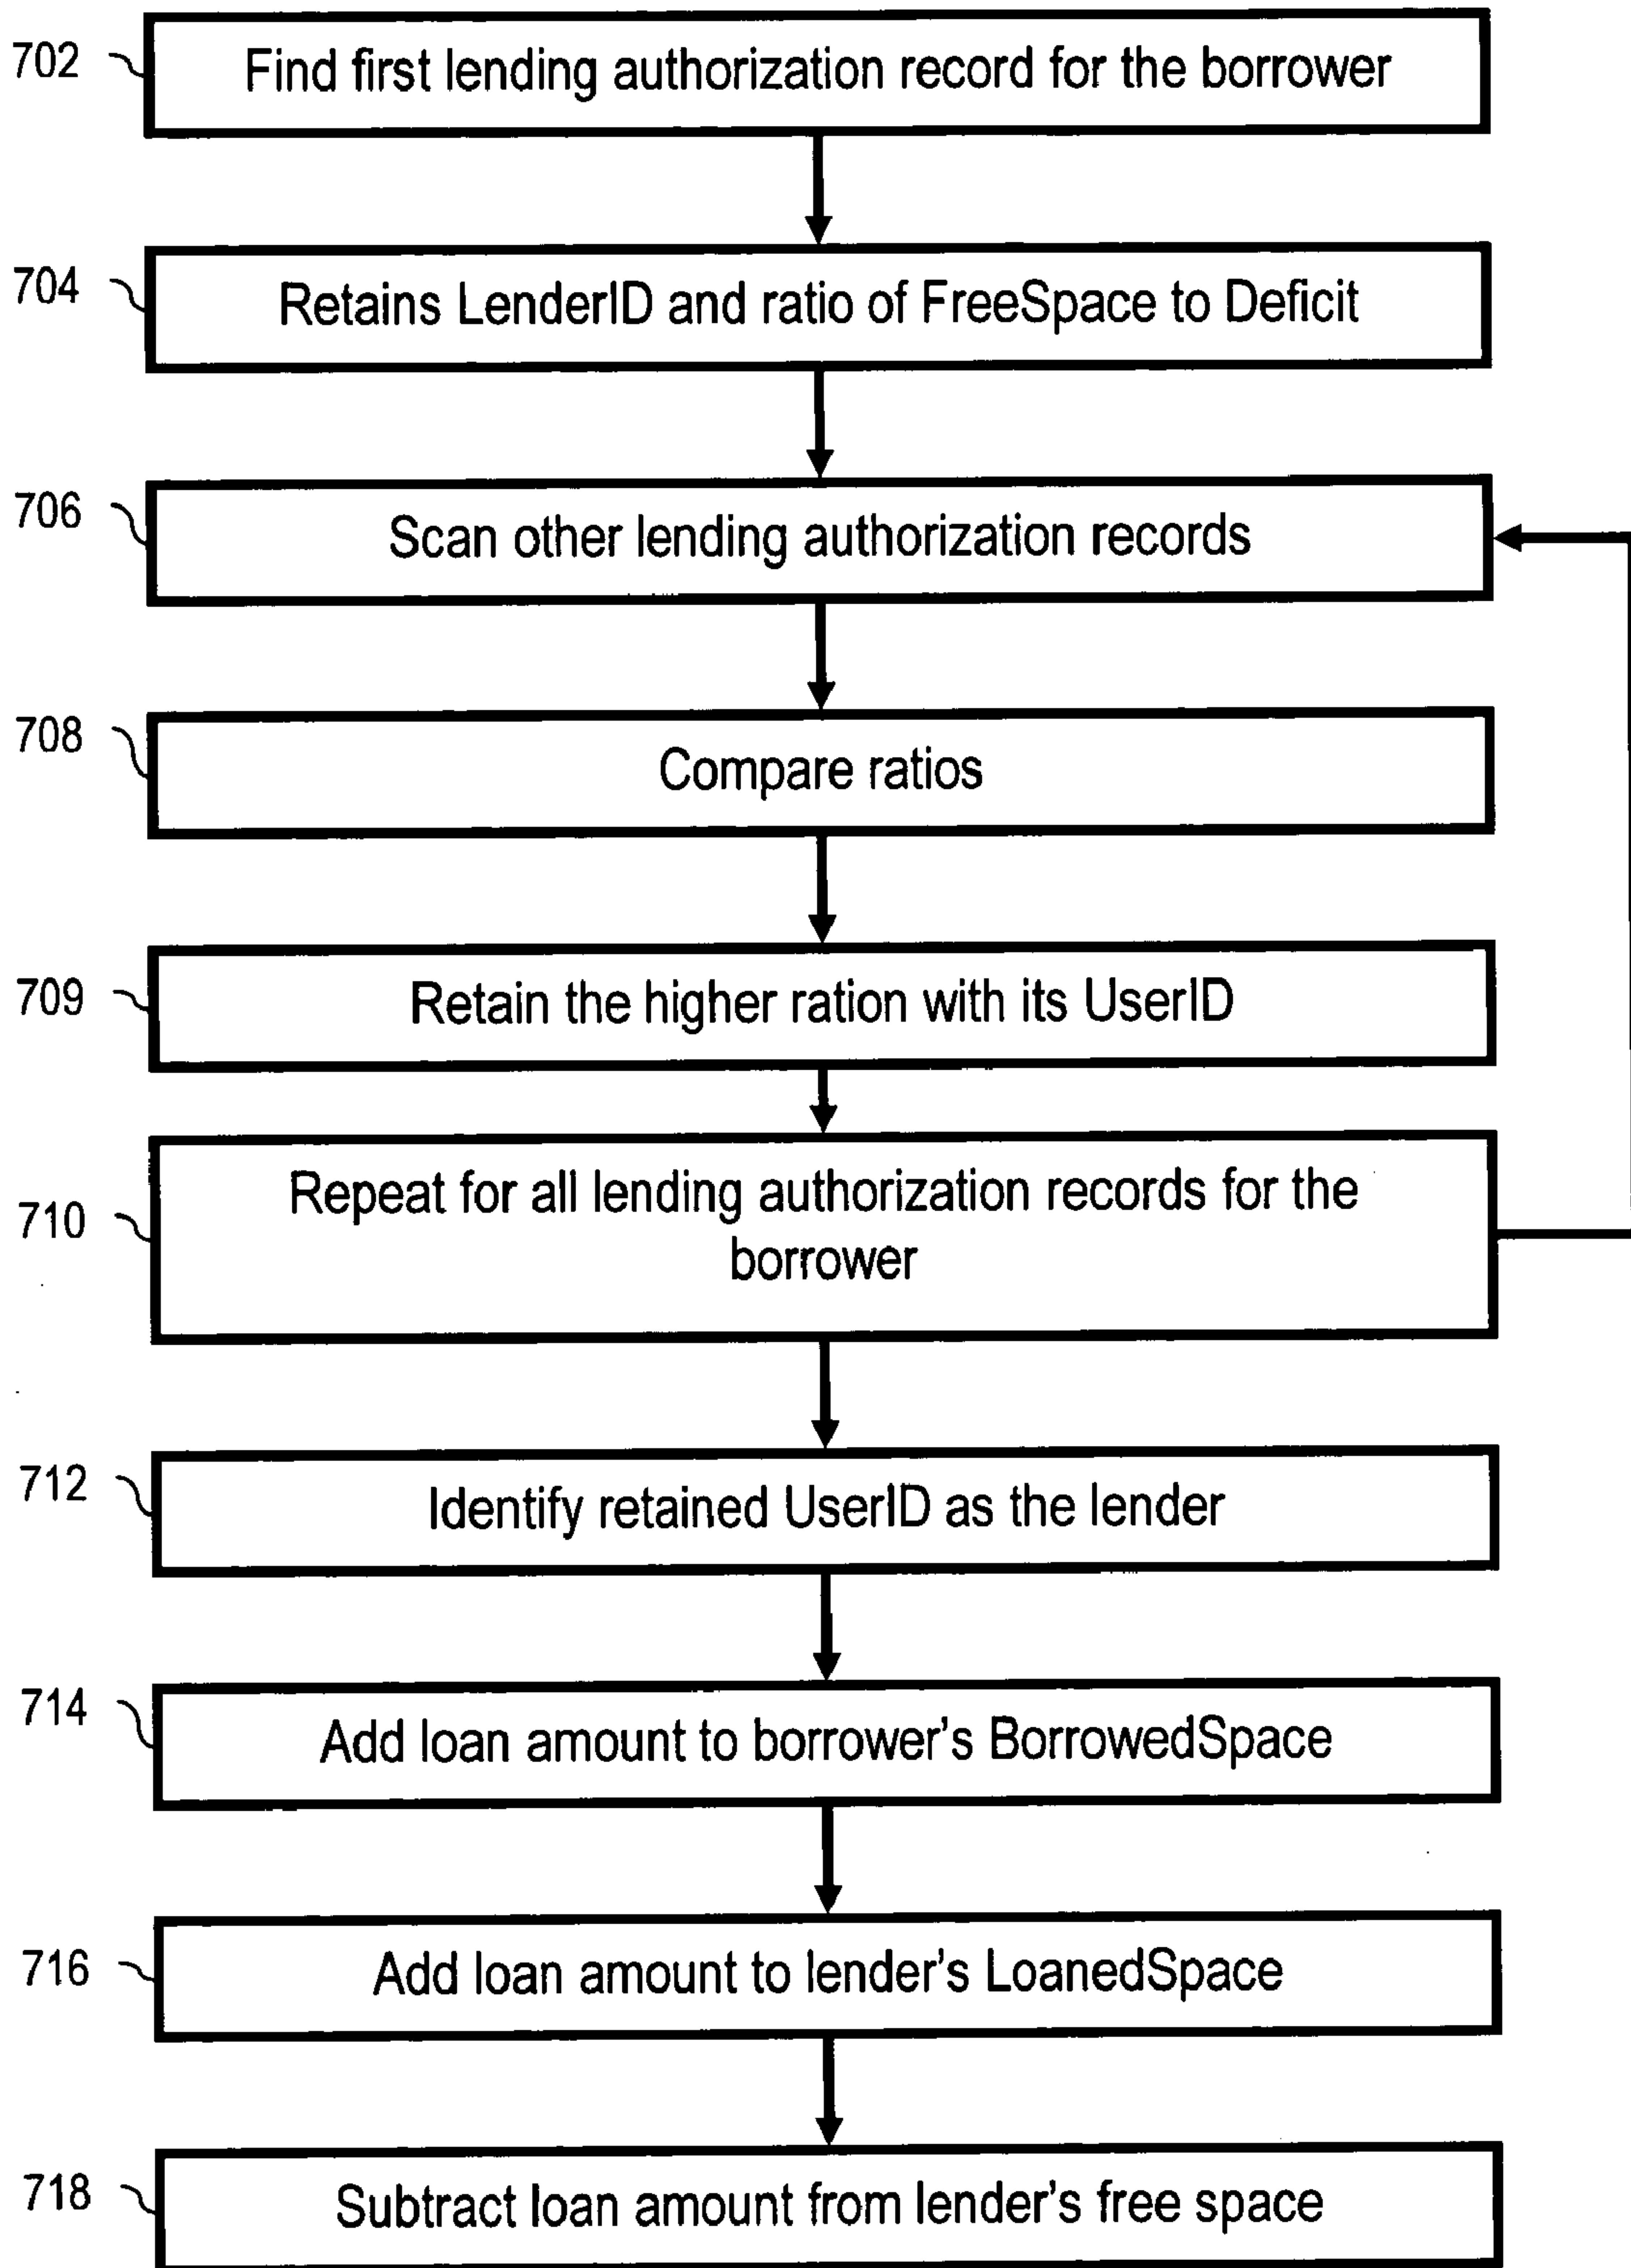 702 Find first lending authorization record for the borrower
704 Retains LenderID and ratio of FreeSpace to Deficit
706 Scan other lending authorization records
708 Compare ratios
709 Retain the higher ration with its UserID
710 Repeat for all lending authorization records for the
borrower
712 Identify retained UserID as the lender
714 Add loan amount to borrower's BorrowedSpace
716 Add loan amount to lender's LoanedSpace
718 Subtract loan amount from lender's free space